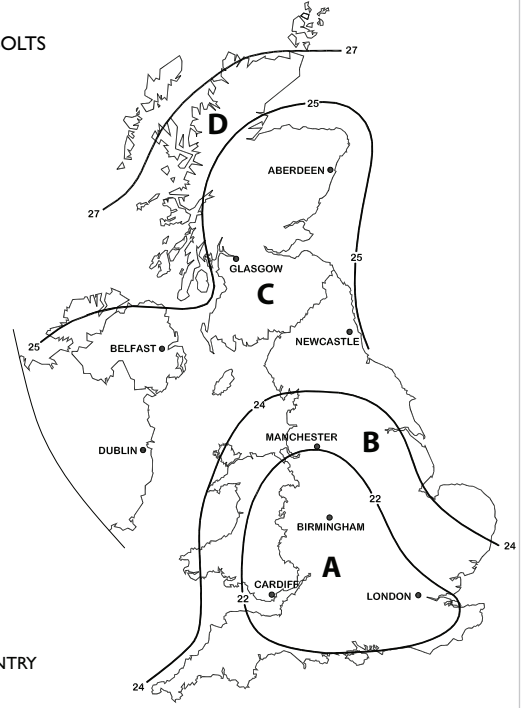 OLTS
27
25
D
ABERDEEN
27
25
GLASGOW
C
NEWCASTLE
25
BELFAST
24
MANCHESTER
B
DUBLIN
22
BIRMINGHAM
24
A
CARDIFF
22
LONDON
NTRY
24